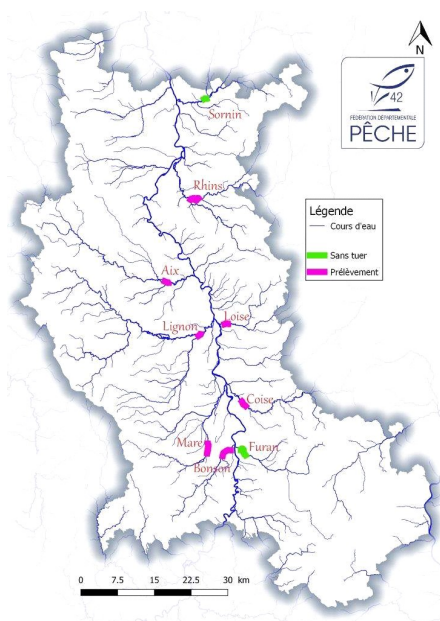 N
42
FÉDÉRATION DÉPARTEMENTALE
PÊCHE
Sornin
Rhins
Légende
Cours d'eau
Sans tuer
Prélèvement
Aix
Loise
Lignon
Coise
Mare
Furan
Bonson
0 7.5 15 22.5 30 km